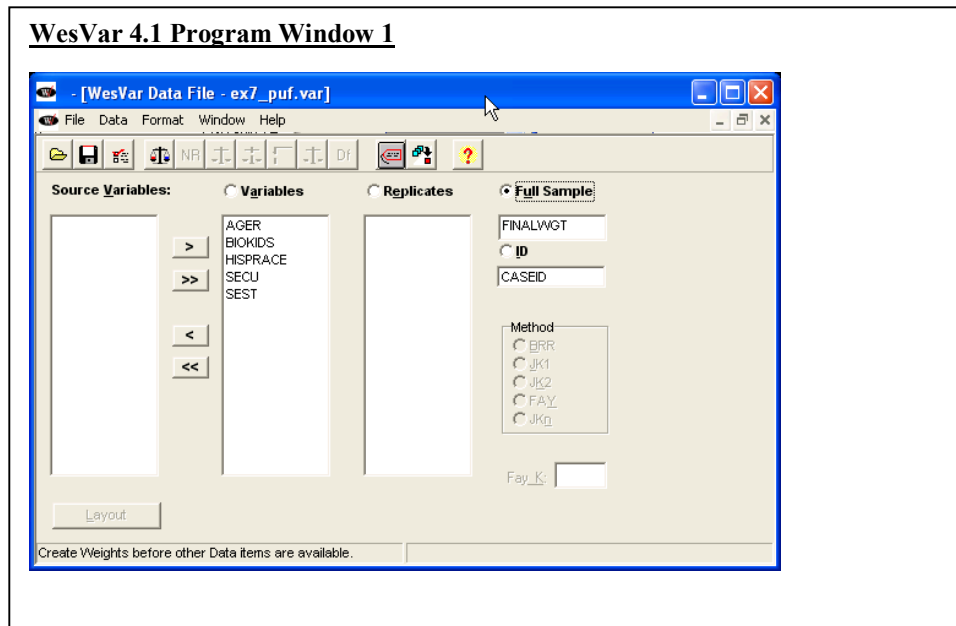 WesVar 4.1 Program Window 1
- [WesVar Data File - ex7_puf.var]
File Data Format Window Help
NR Df ?
Source Variables: Variables Replicates Full Sample
AGER
BIOKIDS
HISPRACE
SECU
SEST
FINALWGT
ID
CASEID
>
>>
<
<<
Method
BRR
JK1
JK2
FAY
JKn
Fay_K:
Layout
Create Weights before other Data items are available.